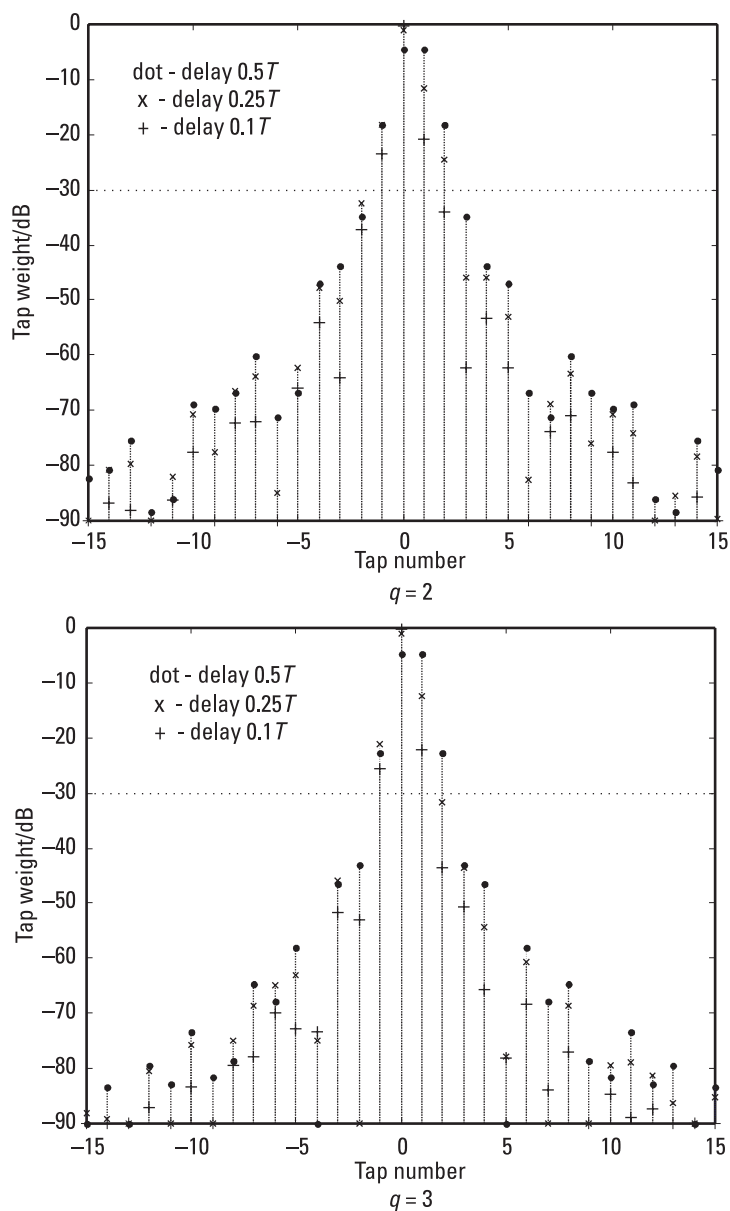 0
−10
−20
−30
−40
−50
−60
−70
−80
−90
Tap weight/dB
dot - delay 0.5T
x - delay 0.25T
+ - delay 0.1T
−15
−10
−5
0
5
10
15
Tap number
q = 2
0
−10
−20
−30
−40
−50
−60
−70
−80
−90
Tap weight/dB
dot - delay 0.5T
x - delay 0.25T
+ - delay 0.1T
−15
−10
−5
0
5
10
15
Tap number
q = 3